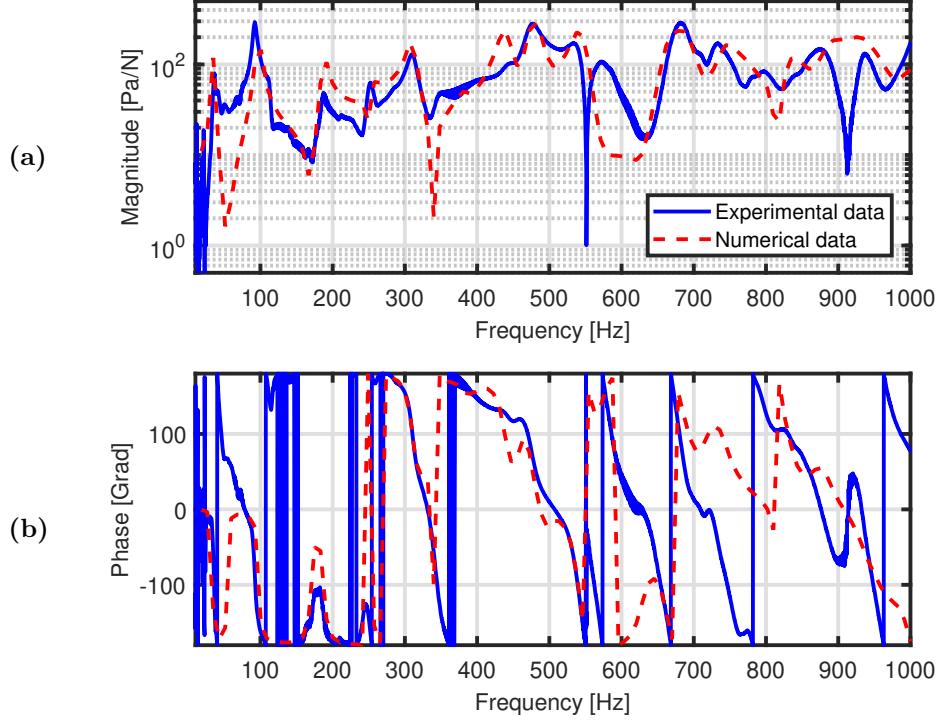 (a)
Magnitude [Pa/N]
10^2
10^1
10^0
Experimental data
Numerical data
100 200 300 400 500 600 700 800 900 1000
Frequency [Hz]
(b)
Phase [Grad]
100
0
-100
100 200 300 400 500 600 700 800 900 1000
Frequency [Hz]